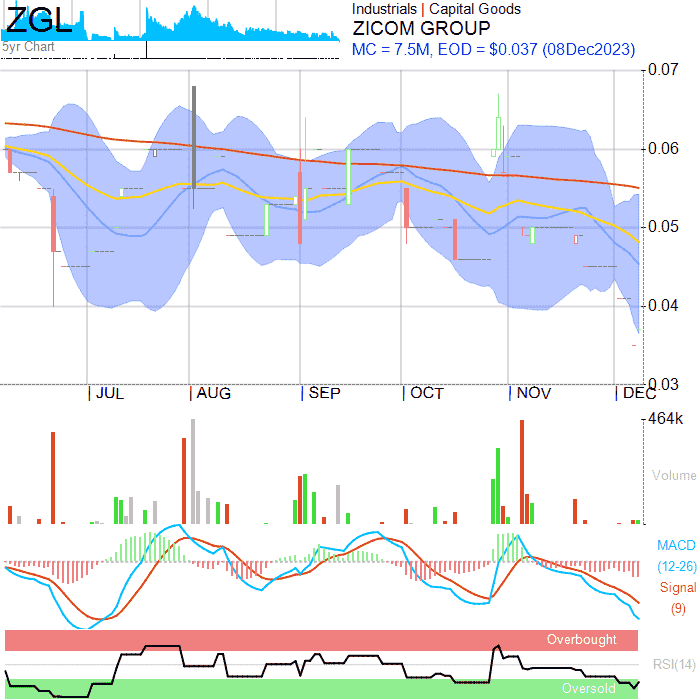 ZGL
5yr Chart
Industrials | Capital Goods
ZICOM GROUP
MC = 7.5M, EOD = $0.037 (08Dec2023)
0.07
0.06
0.05
0.04
0.03
JUL
AUG
SEP
OCT
NOV
DEC
464k
Volume
MACD
(12-26)
Signal
(9)
Overbought
RSI(14)
Oversold